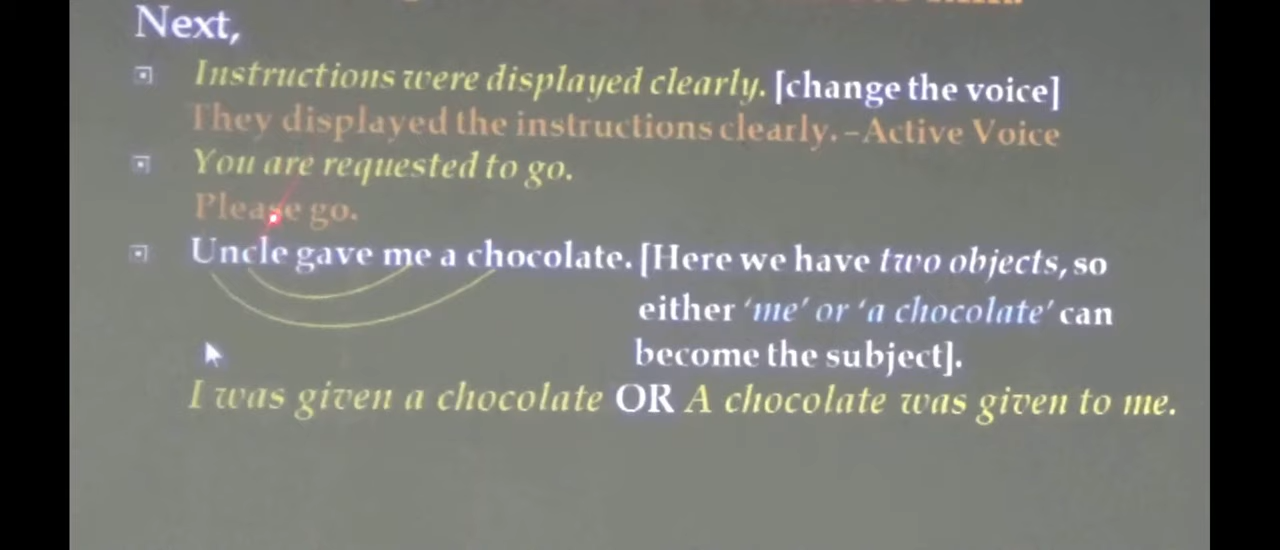 Next,
Instructions were displayed clearly. [change the voice]
They displayed the instructions clearly. – Active Voice
You are requested to go.
Please go.
Uncle gave me a chocolate. [Here we have two objects, so
either ‘me’ or ‘a chocolate’ can
become the subject].
I was given a chocolate OR A chocolate was given to me.